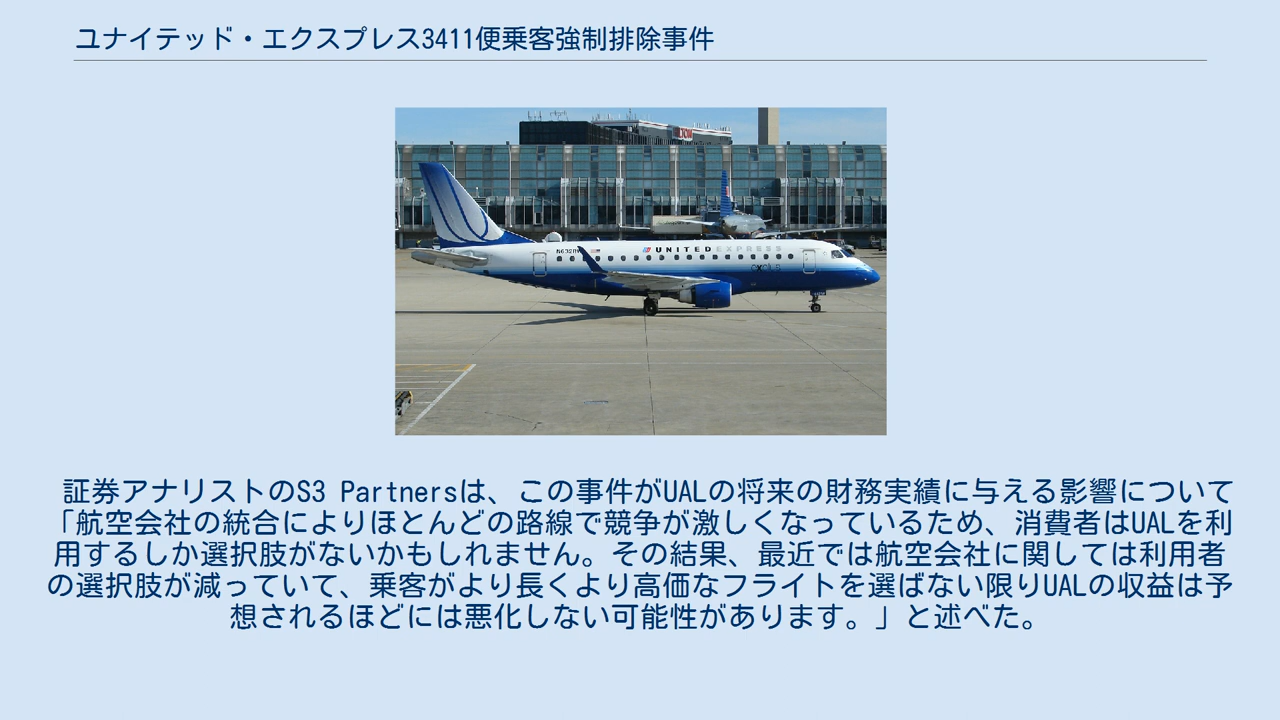 ユナイテッド・エクスプレス3411便乗客強制排除事件
UNITED EXPRESS
証券アナリストのS3 Partnersは、この事件がUALの将来の財務実績に与える影響について
「航空会社の統合によりほとんどの路線で競争が激しくなっているため、消費者はUALを利
用するしか選択肢がないかもしれません。その結果、最近では航空会社に関しては利用者
の選択肢が減っていて、乗客がより長くより高価なフライトを選ばない限りUALの収益は予
想されるほどには悪化しない可能性があります。」と述べた。